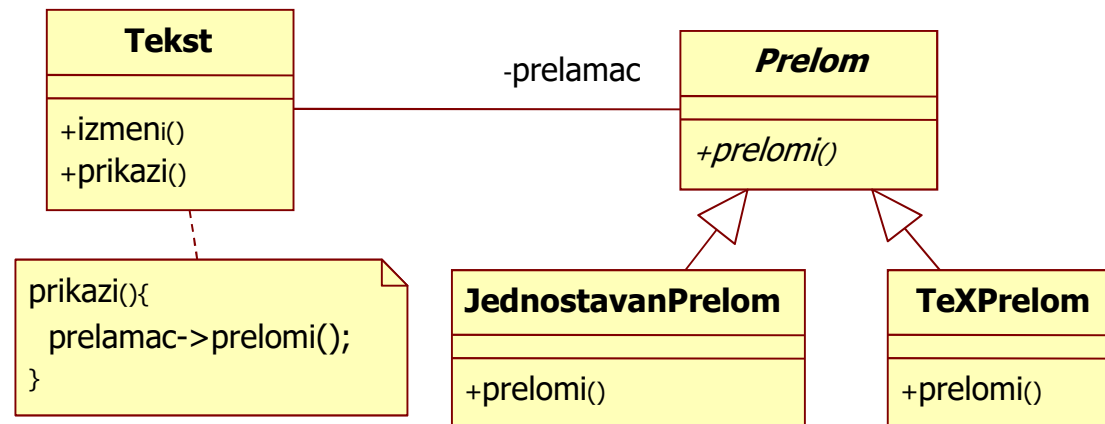 Tekst
+izmeni()
+prikazi()
-prelamac
Prelom
+prelomi()
prikazi(){
prelamac->prelomi();
}
JednostavanPrelom
+prelomi()
TeXPrelom
+prelomi()